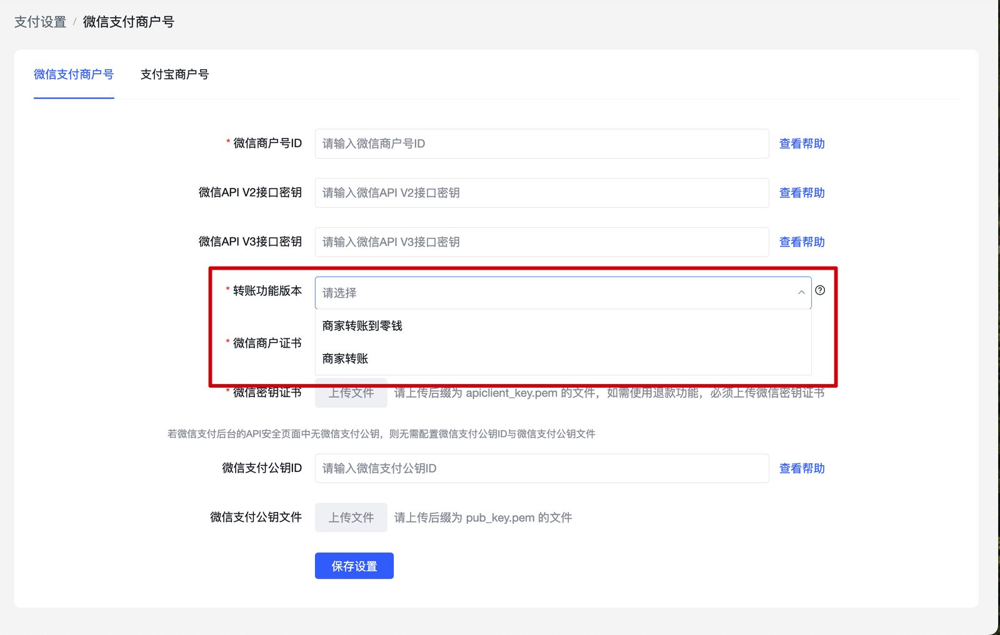 支付设置 / 微信支付商户号
微信支付商户号 支付宝商户号
* 微信商户号ID 请输入微信商户号ID 查看帮助
微信API V2接口密钥 请输入微信API V2接口密钥 查看帮助
微信API V3接口密钥 请输入微信API V3接口密钥 查看帮助
* 转账功能版本 请选择
商家转账到零钱
* 微信商户证书
商家转账
* 微信密钥证书 上传文件 请上传后缀为 apiclient_key.pem 的文件，如需使用退款功能，必须上传微信密钥证书
若微信支付后台的API安全页面中无微信支付公钥，则无需配置微信支付公钥ID与微信支付公钥文件
微信支付公钥ID 请输入微信支付公钥ID 查看帮助
微信支付公钥文件 上传文件 请上传后缀为 pub_key.pem 的文件
保存设置